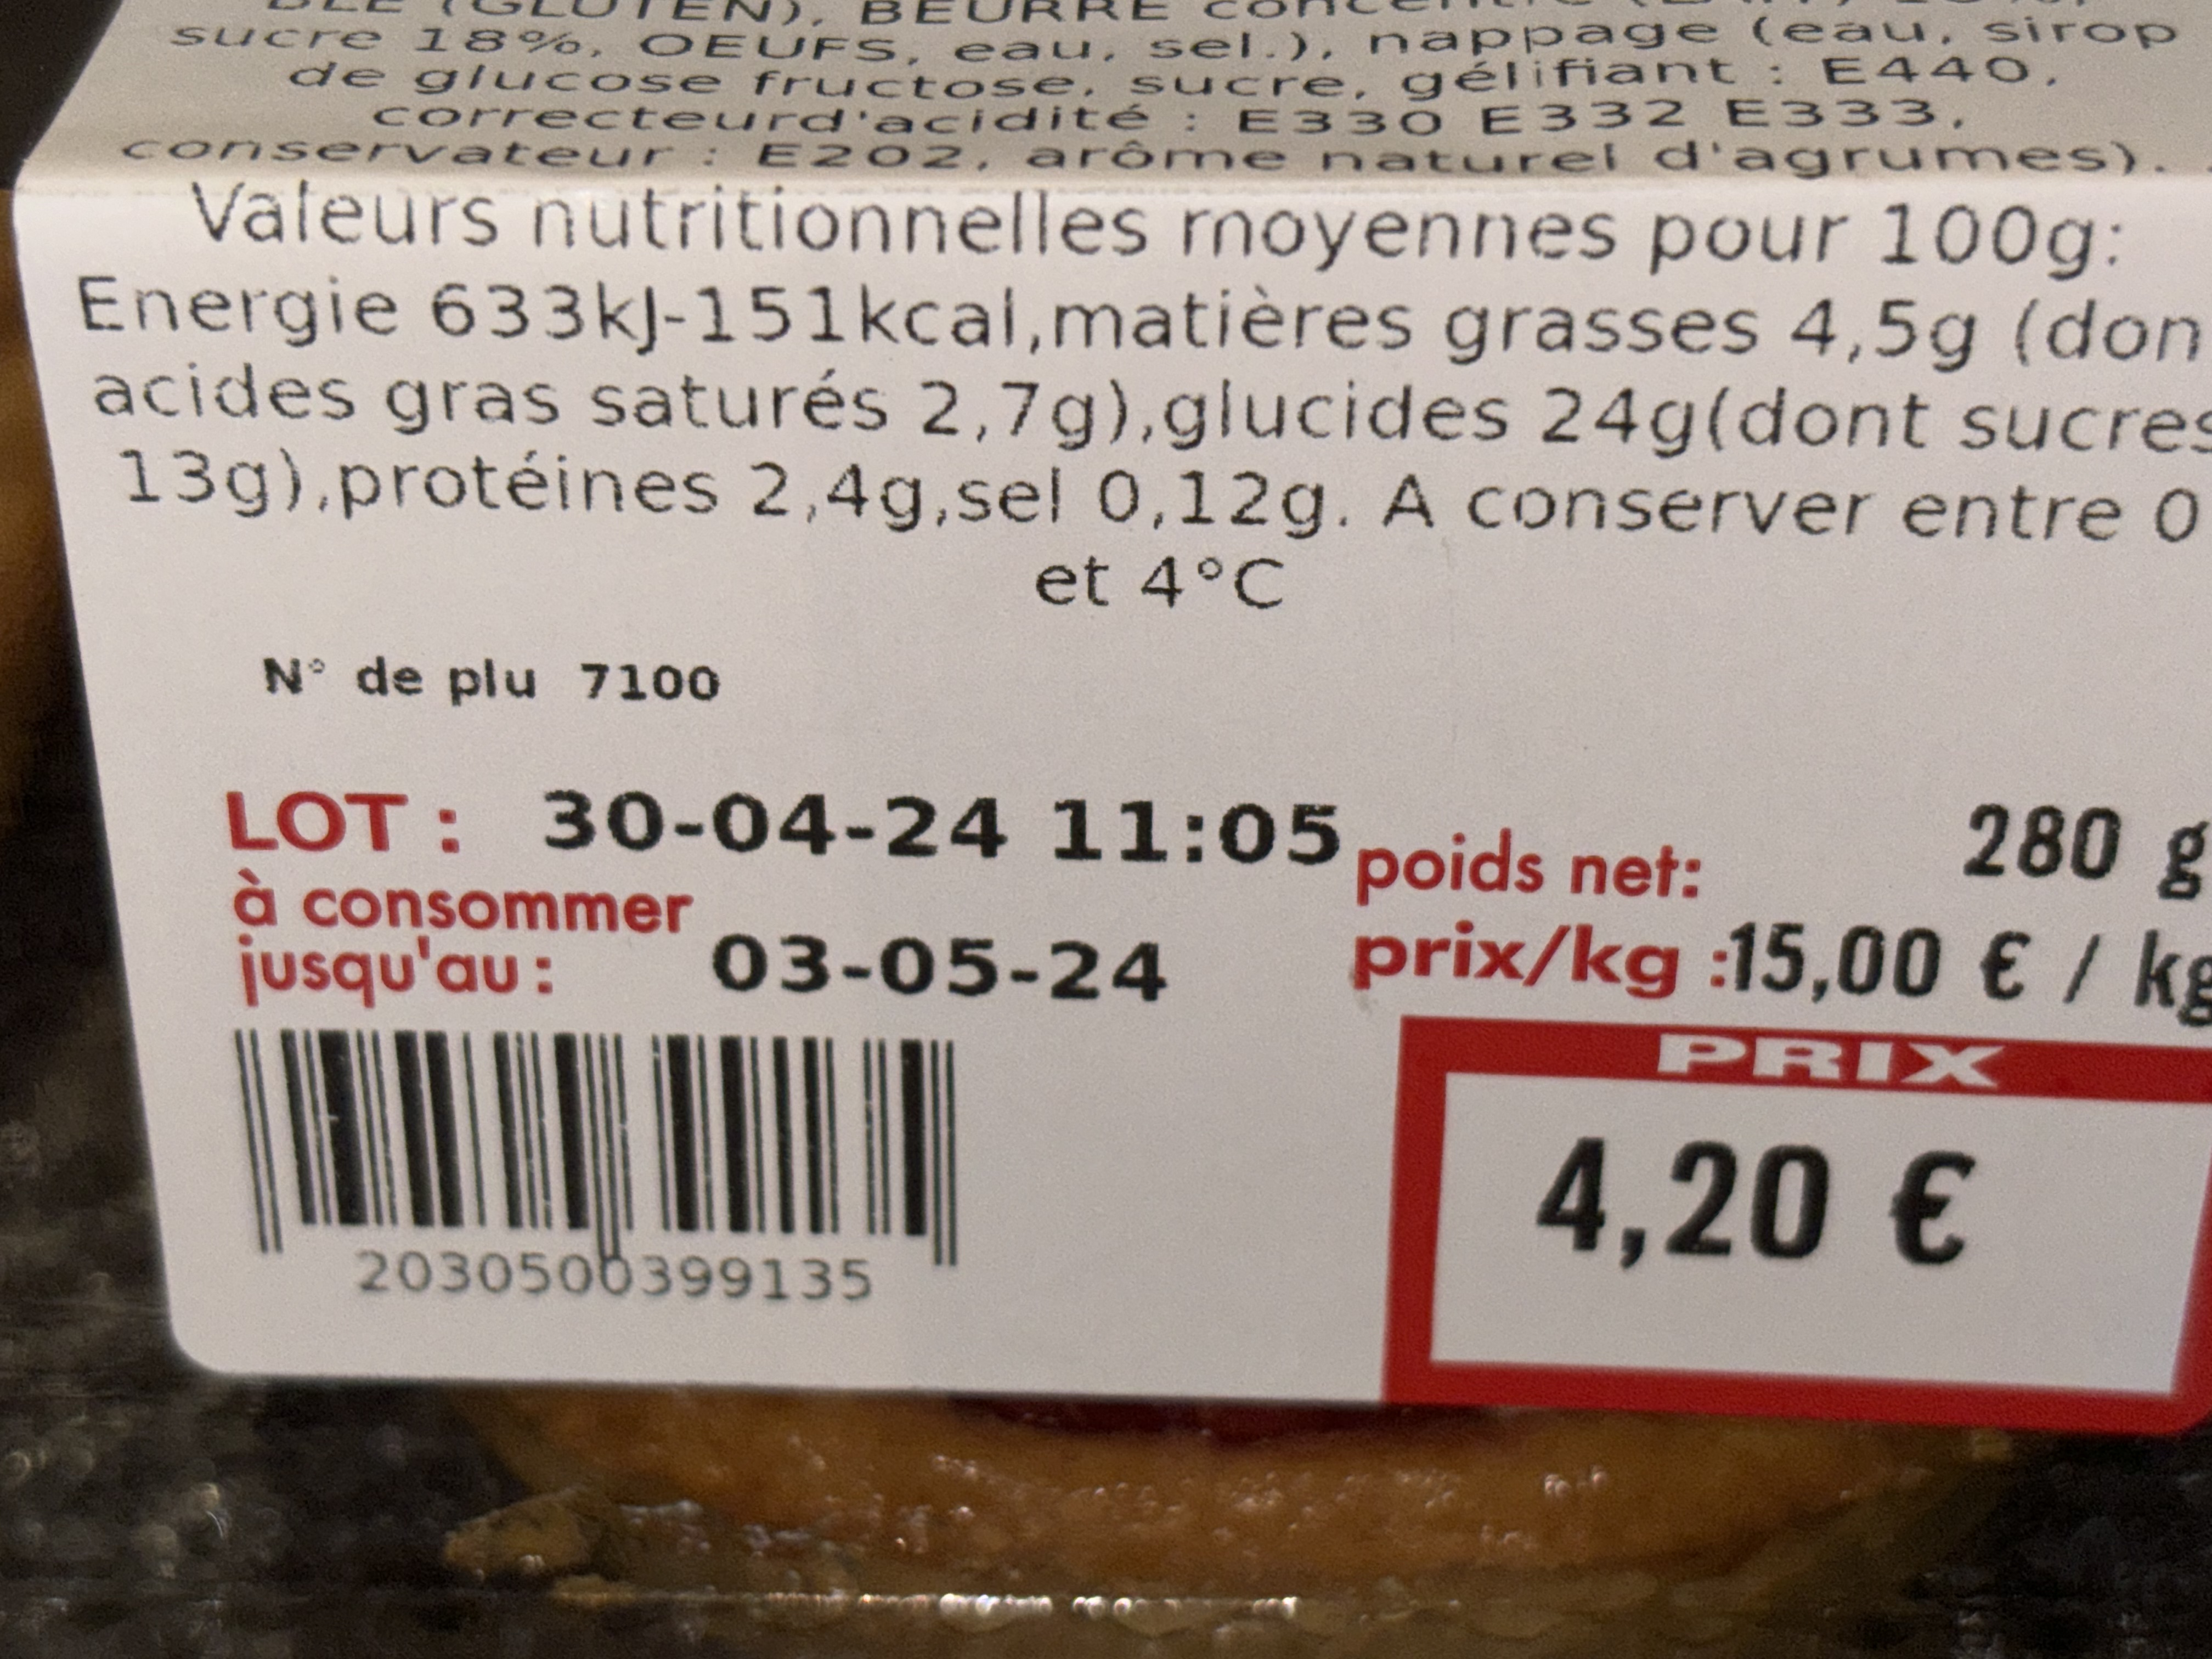 BLE (GLUTEN), BEURRE
sucre 18%, OEUFS, eau, sel.), nappage (eau, sirop
de glucose fructose, sucre, gélifiant : E440,
correcteurd'acidité : E330 E332 E333,
conservateur : E202, arôme naturel d'agrumes).
Valeurs nutritionnelles moyennes pour 100g:
Energie 633kJ-151kcal,matières grasses 4,5g (don
acides gras saturés 2,7g),glucides 24g(dont sucres
13g),protéines 2,4g,sel 0,12g. A conserver entre 0
et 4°C
N° de plu 7100
LOT : 30-04-24 11:05
à consommer
jusqu'au : 03-05-24
poids net: 280 g
prix/kg :15,00 € / kg
PRIX
4,20 €
2030500399135